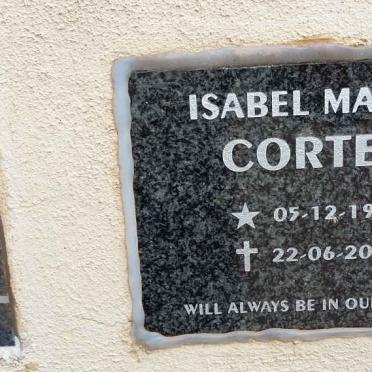 ISABEL MA
CORTE
05-12-19
22-06-20
WILL ALWAYS BE IN OU